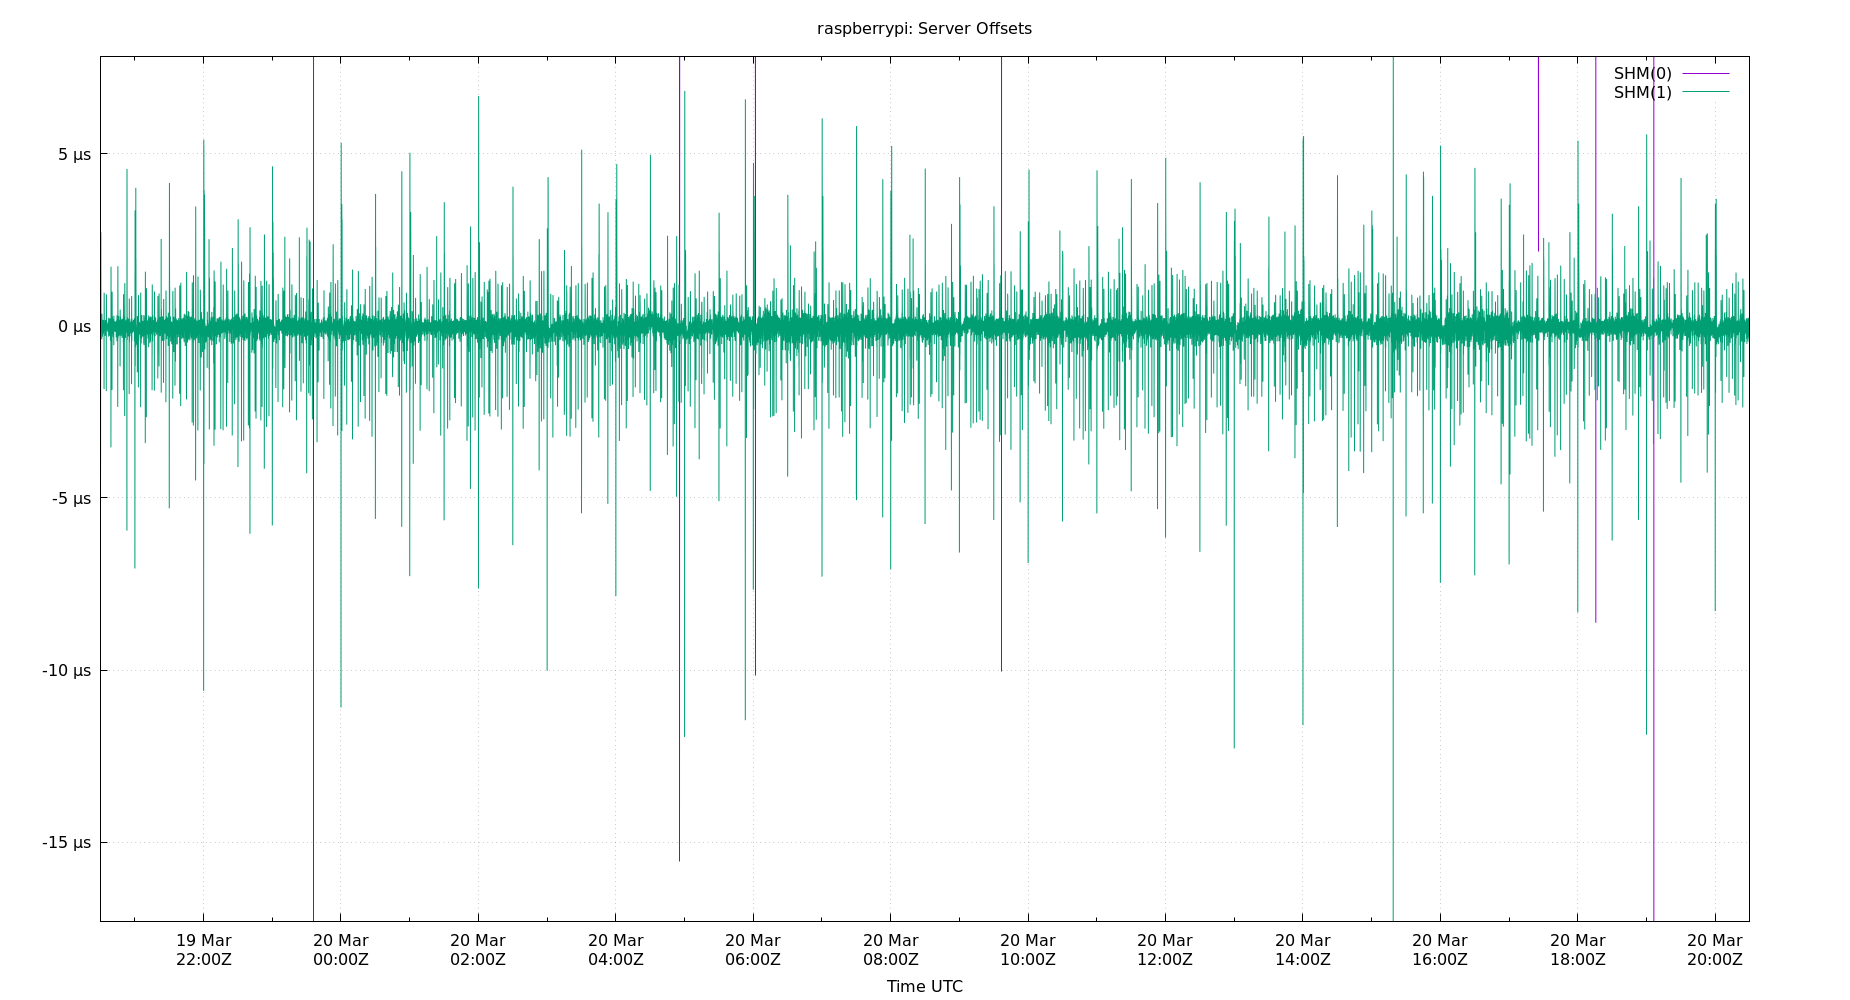 raspberrypi: Server Offsets
SHM(0)
SHM(1)
5 µs
0 µs
-5 µs
-10 µs
-15 µs
19 Mar 20 Mar 20 Mar 20 Mar 20 Mar 20 Mar 20 Mar 20 Mar 20 Mar 20 Mar 20 Mar 20 Mar
22:00Z 00:00Z 02:00Z 04:00Z 06:00Z 08:00Z 10:00Z 12:00Z 14:00Z 16:00Z 18:00Z 20:00Z
Time UTC